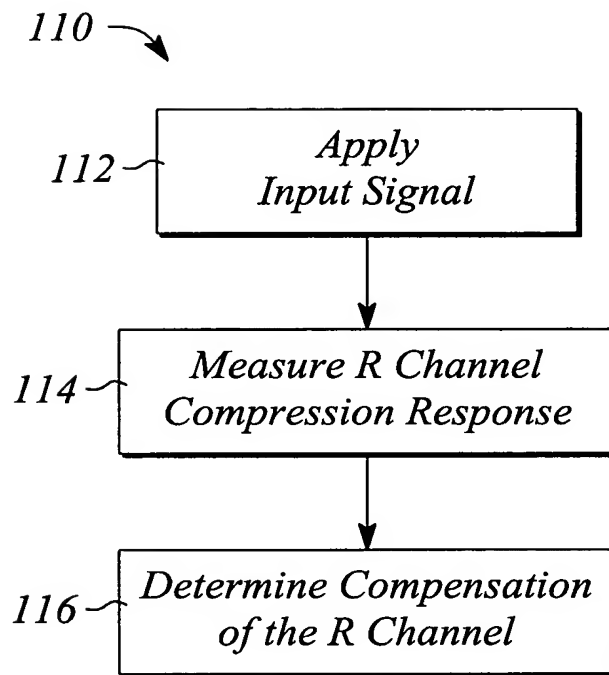 110
112
Apply
Input Signal
114
Measure R Channel
Compression Response
116
Determine Compensation
of the R Channel